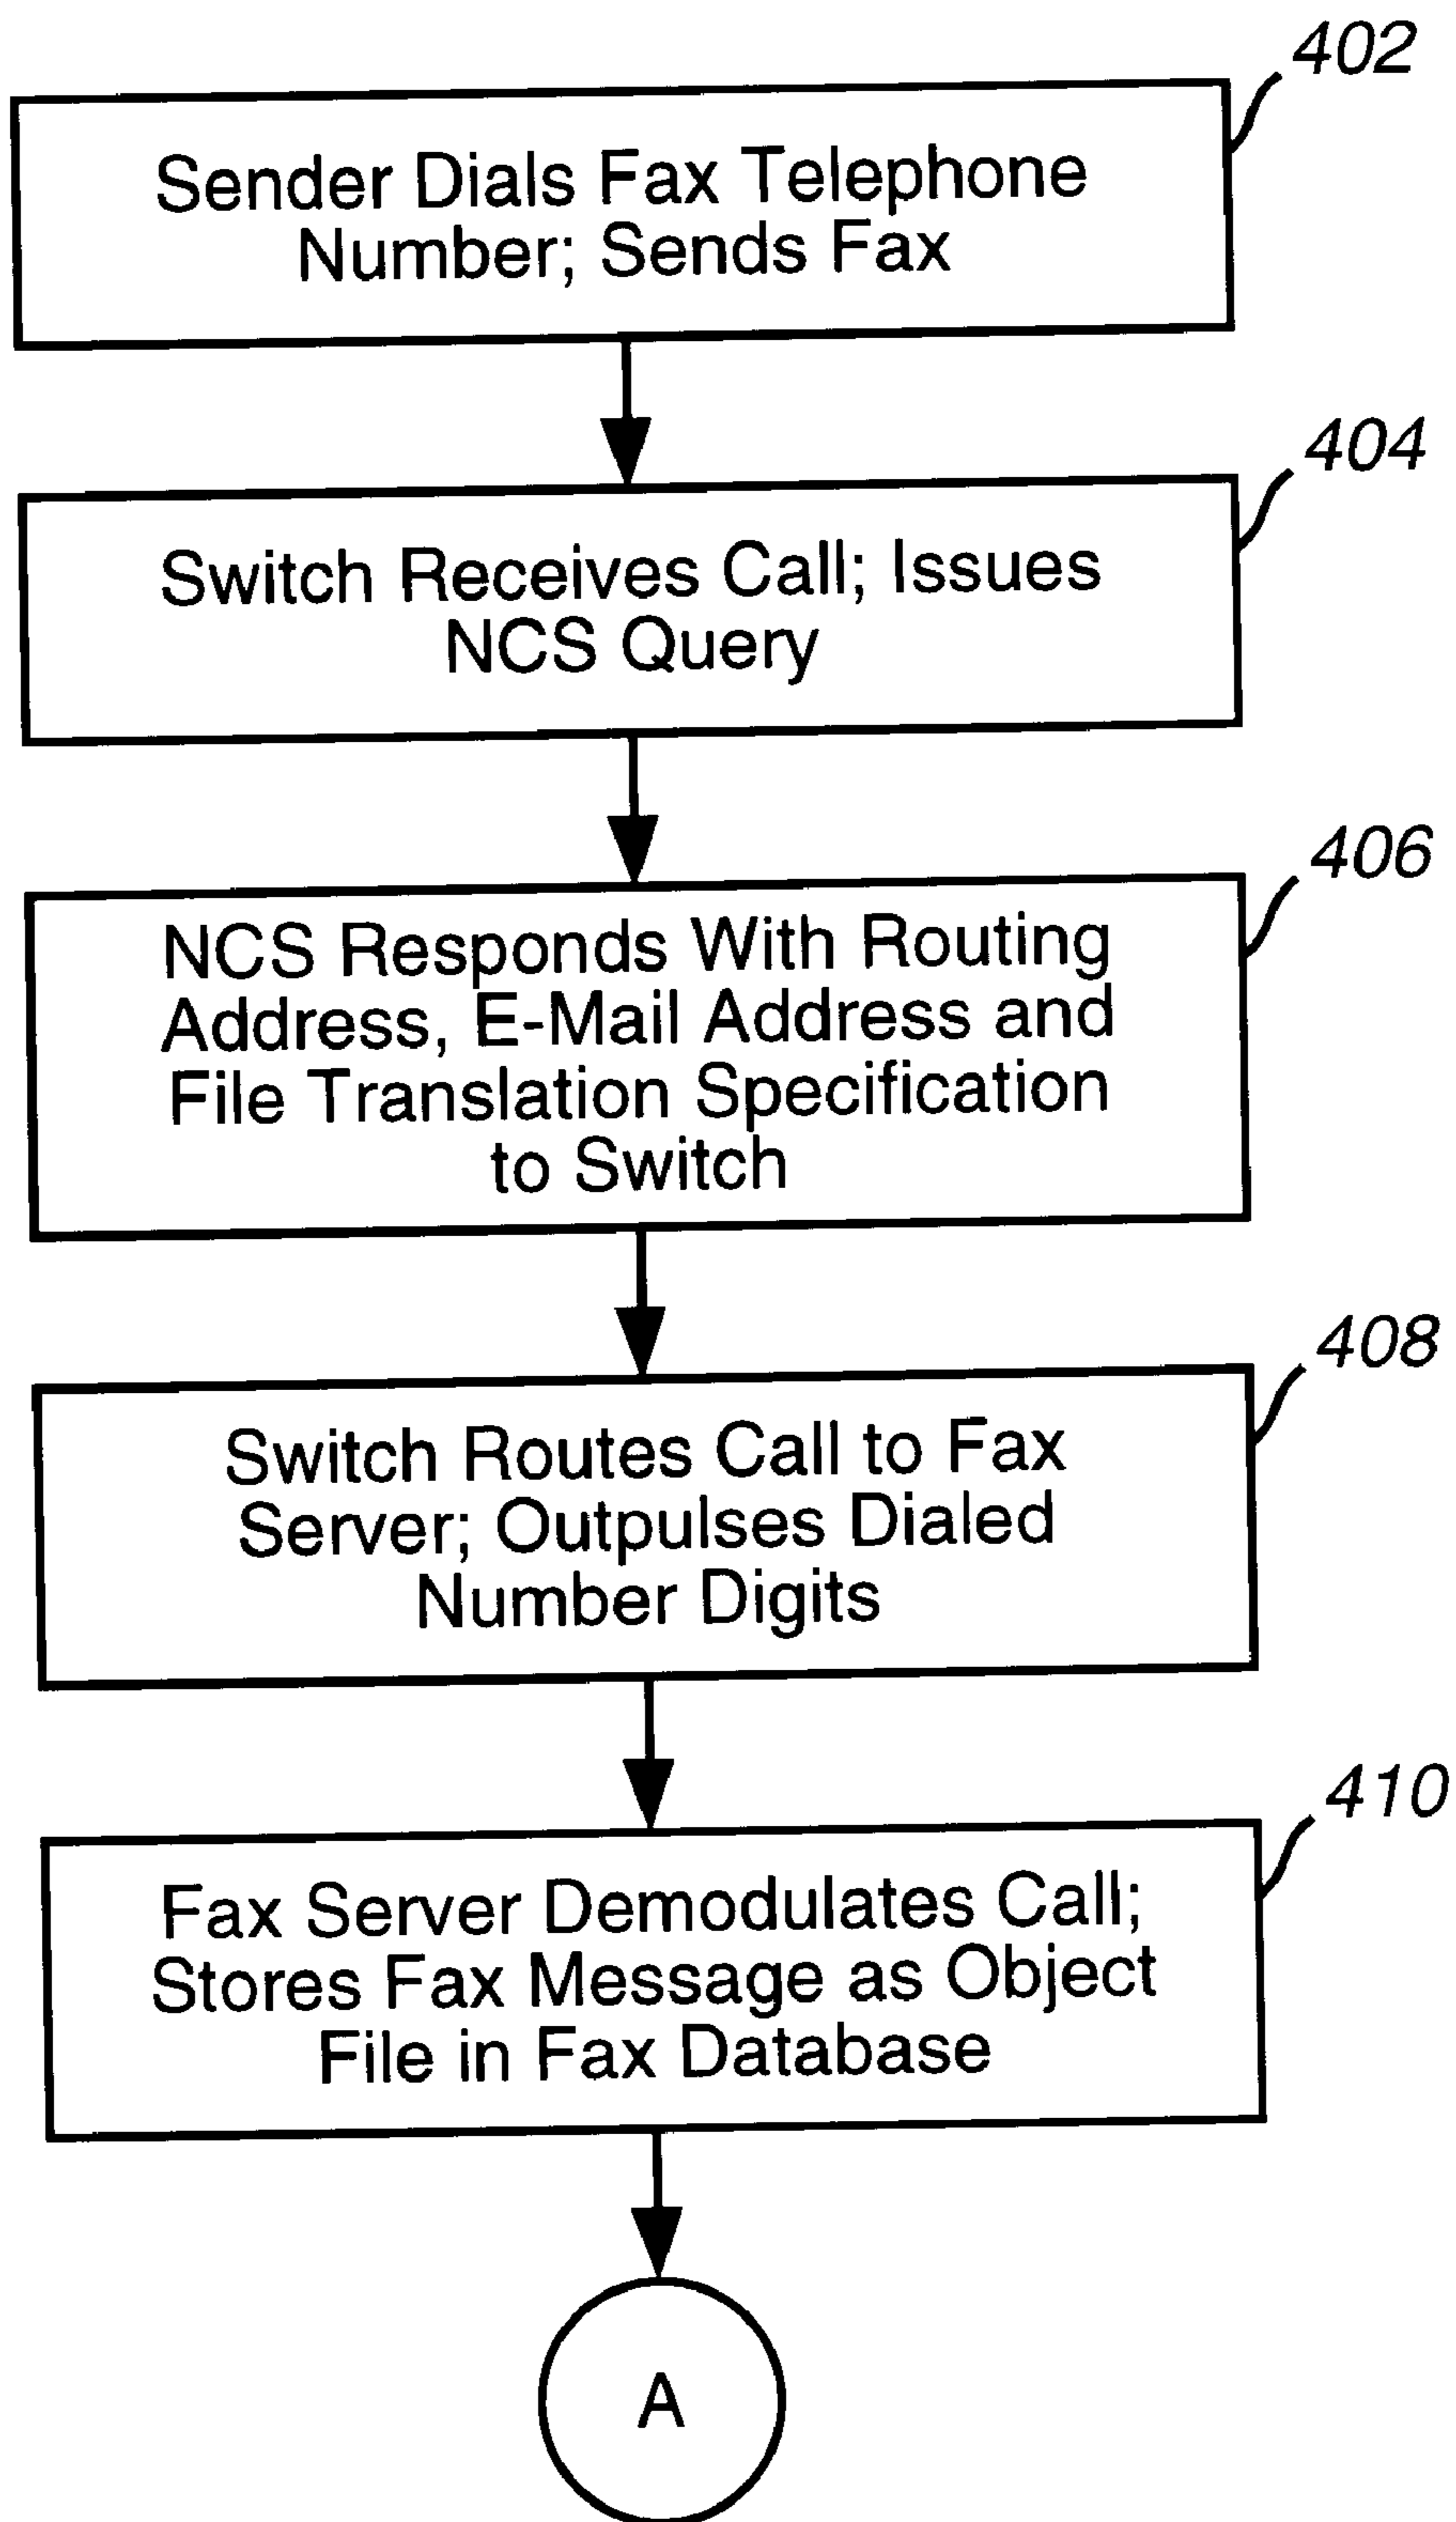 402
Sender Dials Fax Telephone
Number; Sends Fax
404
Switch Receives Call; Issues
NCS Query
406
NCS Responds With Routing
Address, E-Mail Address and
File Translation Specification
to Switch
408
Switch Routes Call to Fax
Server; Outpulses Dialed
Number Digits
410
Fax Server Demodulates Call;
Stores Fax Message as Object
File in Fax Database
A